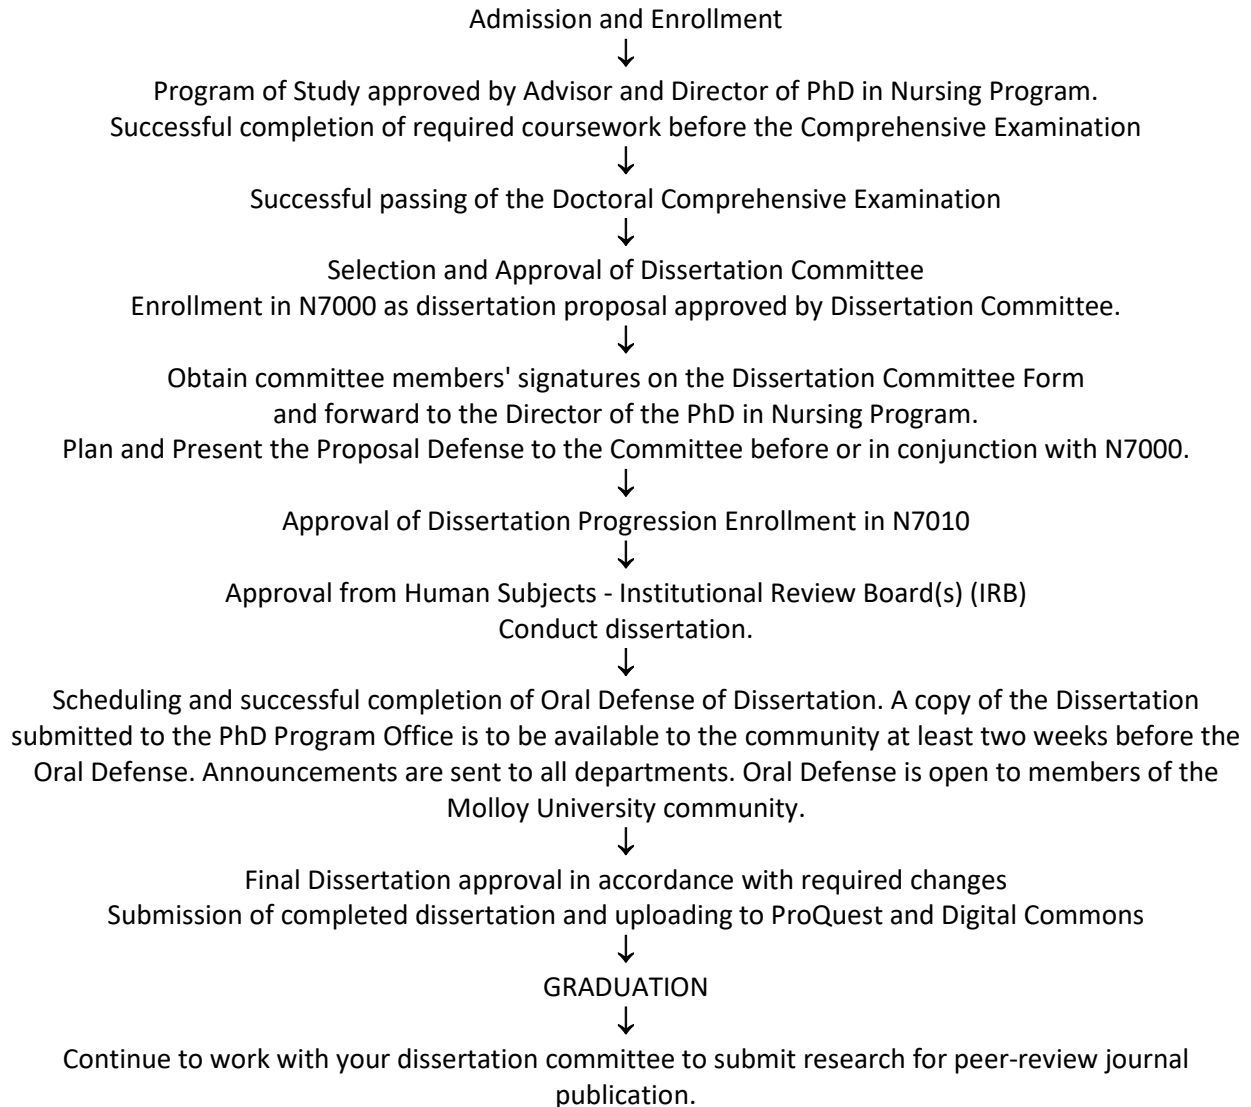 Admission and Enrollment
↓
Program of Study approved by Advisor and Director of PhD in Nursing Program.
Successful completion of required coursework before the Comprehensive Examination
↓
Successful passing of the Doctoral Comprehensive Examination
↓
Selection and Approval of Dissertation Committee
Enrollment in N7000 as dissertation proposal approved by Dissertation Committee.
↓
Obtain committee members' signatures on the Dissertation Committee Form
and forward to the Director of the PhD in Nursing Program.
Plan and Present the Proposal Defense to the Committee before or in conjunction with N7000.
↓
Approval of Dissertation Progression Enrollment in N7010
↓
Approval from Human Subjects - Institutional Review Board(s) (IRB)
Conduct dissertation.
↓
Scheduling and successful completion of Oral Defense of Dissertation. A copy of the Dissertation
submitted to the PhD Program Office is to be available to the community at least two weeks before the
Oral Defense. Announcements are sent to all departments. Oral Defense is open to members of the
Molloy University community.
↓
Final Dissertation approval in accordance with required changes
Submission of completed dissertation and uploading to ProQuest and Digital Commons
↓
GRADUATION
↓
Continue to work with your dissertation committee to submit research for peer-review journal
publication.